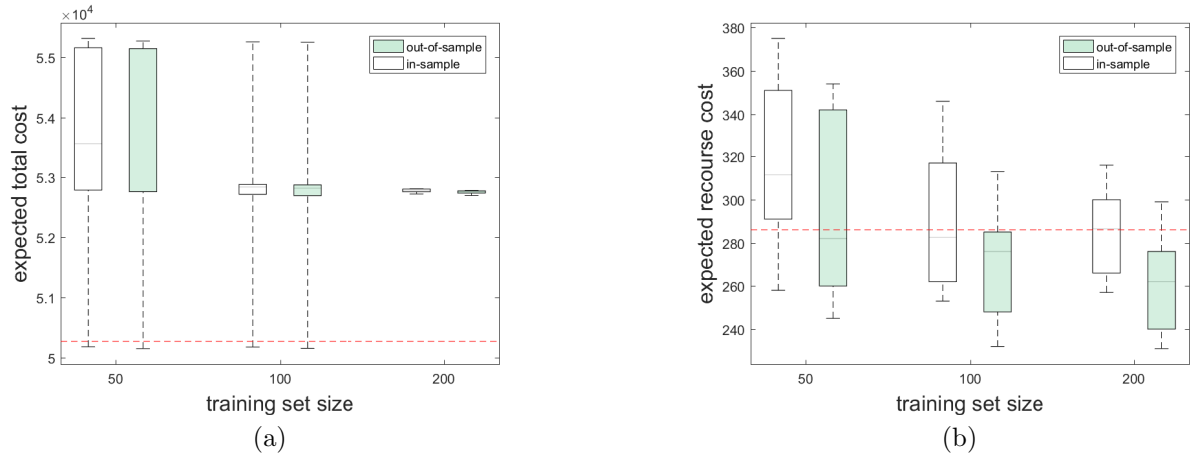 ×10⁴
5.5
5.4
5.3
5.2
5.1
5
expected total cost
50
100
200
training set size
out-of-sample
in-sample
(a)
380
360
340
320
300
280
260
240
expected recourse cost
50
100
200
training set size
out-of-sample
in-sample
(b)